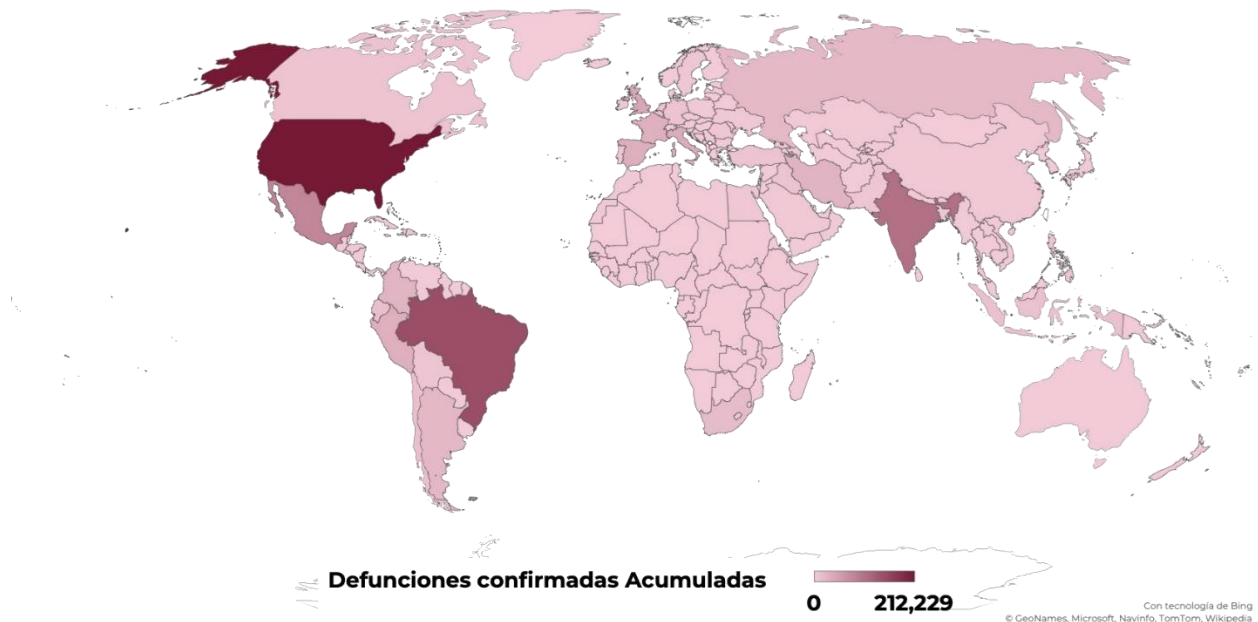 Defunciones confirmadas Acumuladas
0 212,229
Con tecnología de Bing
© GeoNames, Microsoft, Navinfo, TomTom, Wikipedia